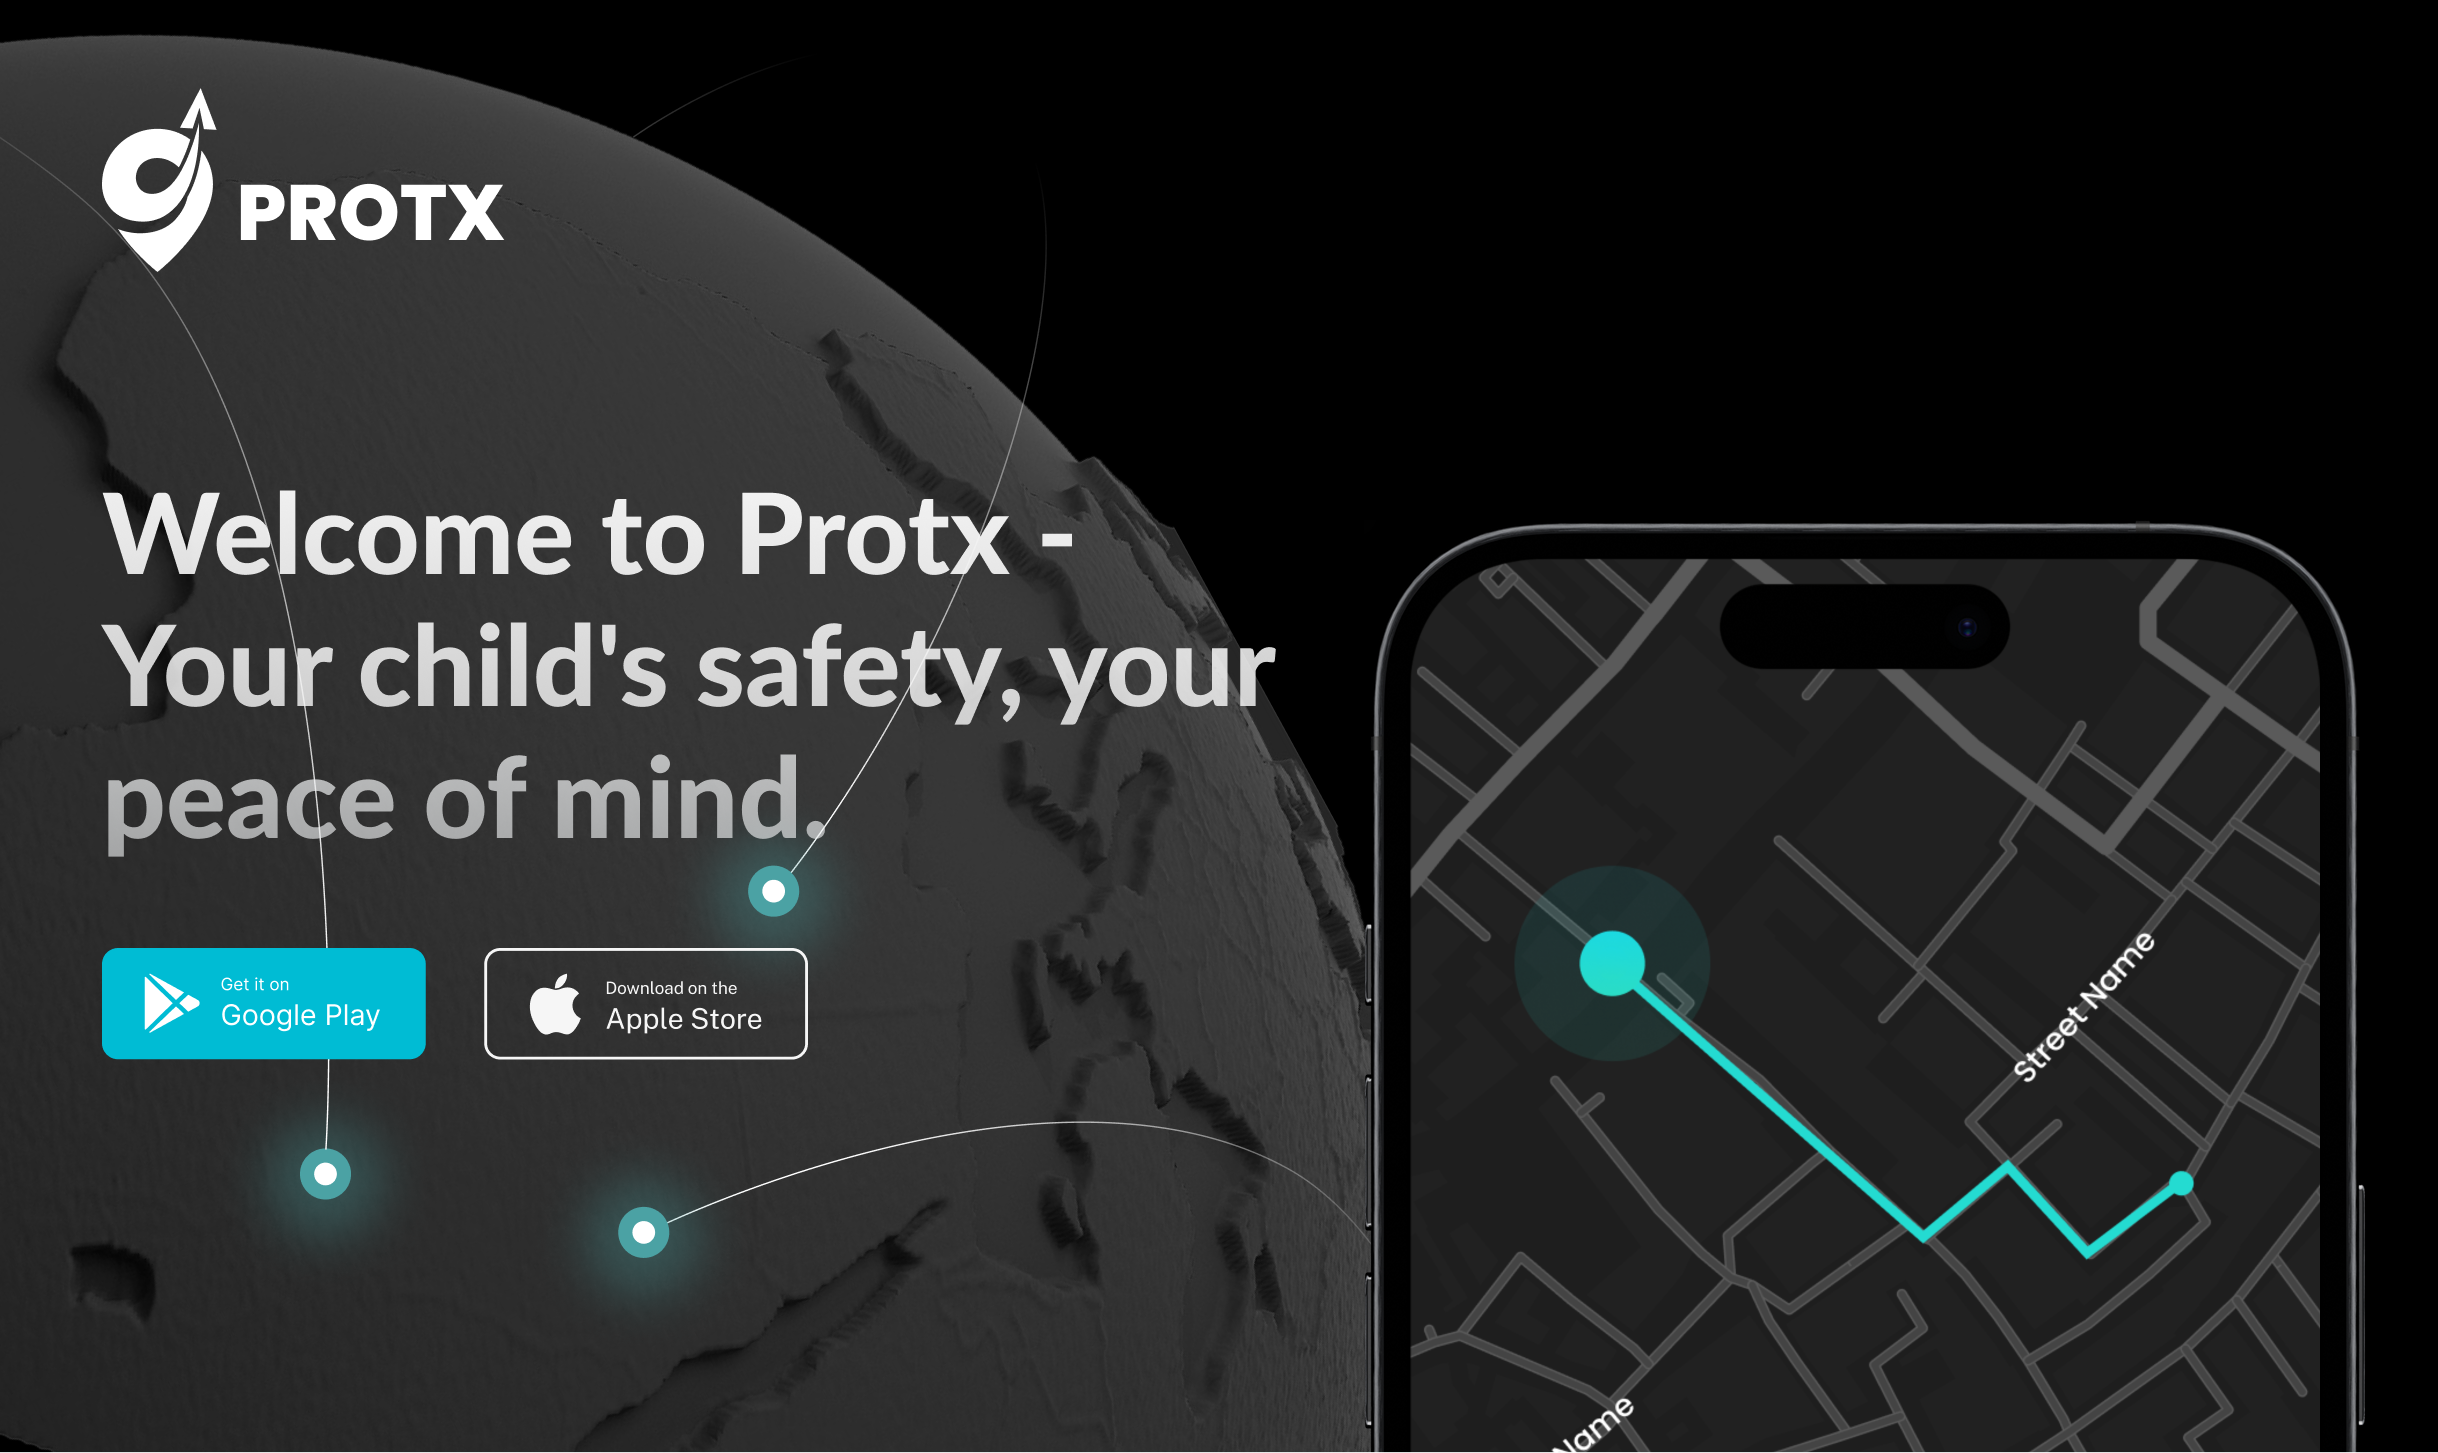 PROTX
Welcome to Protx -
Your child's safety, your
peace of mind.
Get it on
Google Play
Download on the
Apple Store
Street Name
Name